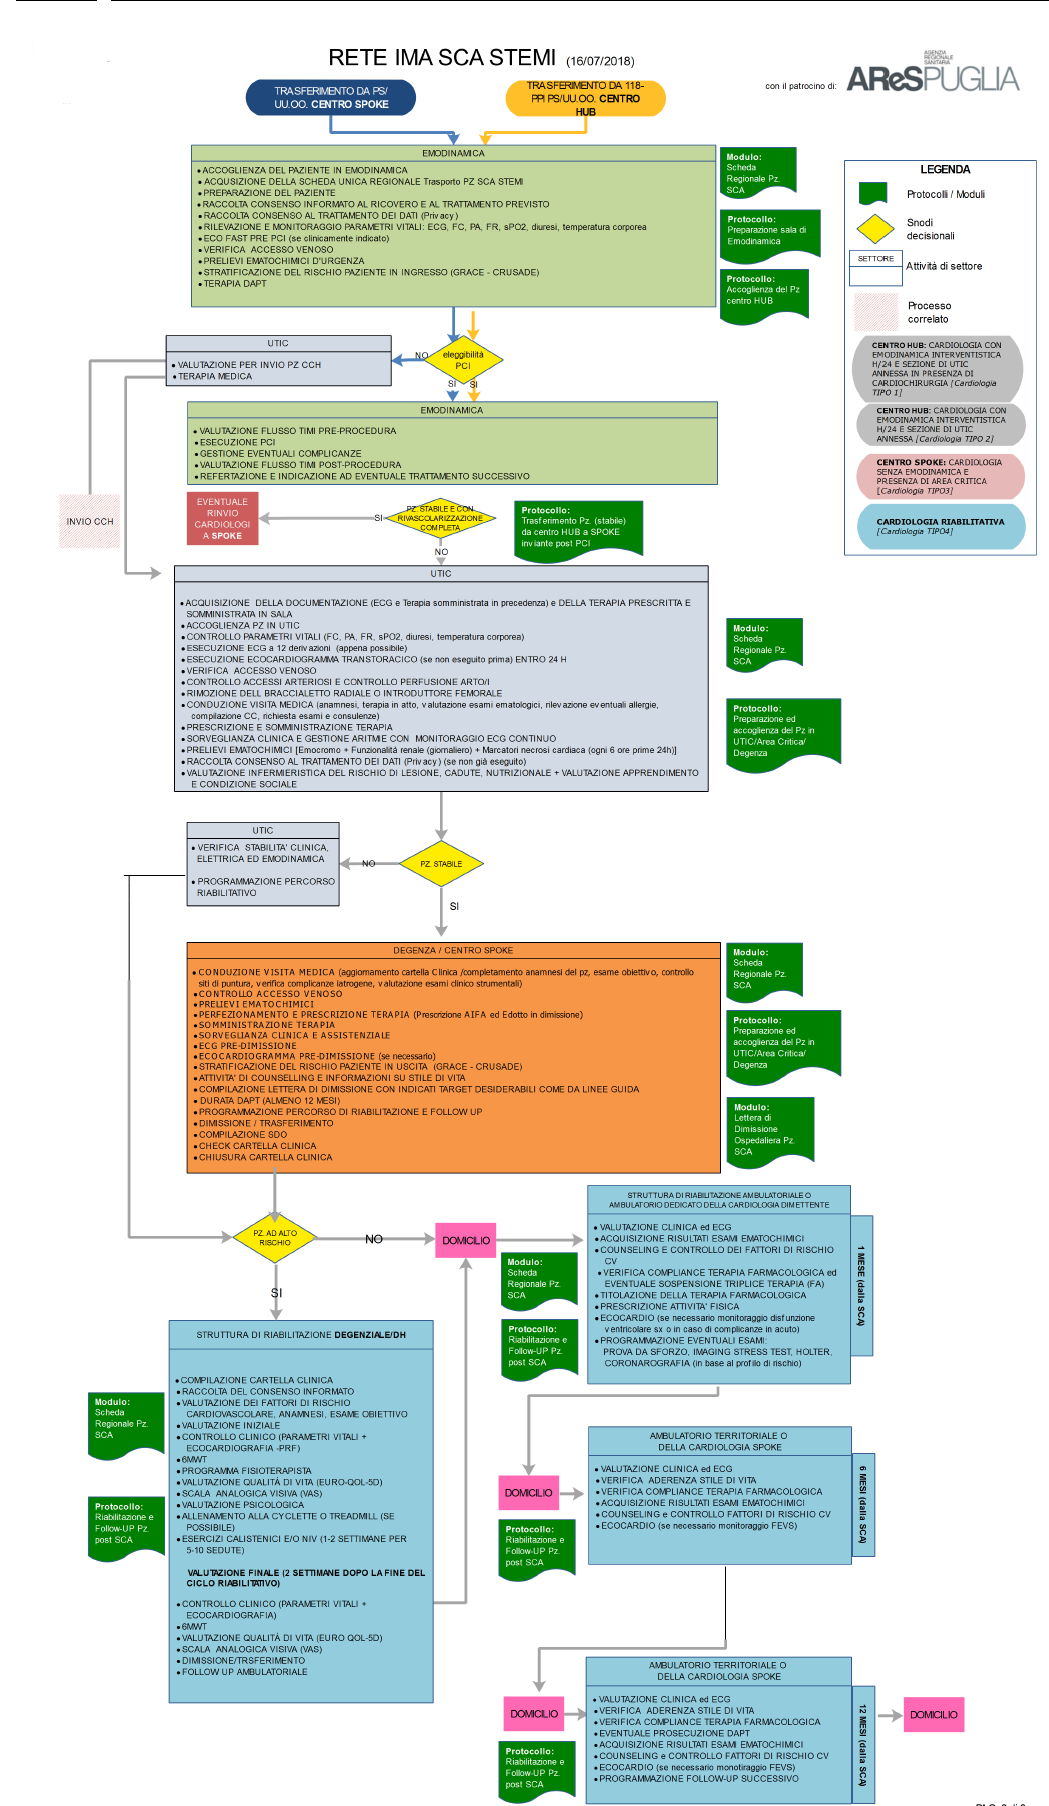 RETE IMA SCA STEMI (16/07/2018)
con il patrocino di:
AGENZIA
REGIONALE
SANITARIA
AReSPUGLIA
TRASFERIMENTO DA PS/
UU.OO. CENTRO SPOKE
TRASFERIMENTO DA 118-
PPI PS/UU.OO. CENTRO
HUB
EMODINAMICA
• ACCOGLIENZA DEL PAZIENTE IN EMODINAMICA
• ACQUSIZIONE DELLA SCHEDA UNICA REGIONALE Trasporto PZ SCA STEMI
• PREPARAZIONE DEL PAZIENTE
• RACCOLTA CONSENSO INFORMATO AL RICOVERO E AL TRATTAMENTO PREVISTO
• RACCOLTA CONSENSO AL TRATTAMENTO DEI DATI (Privacy)
• RILEVAZIONE E MONITORAGGIO PARAMETRI VITALI: ECG, FC, PA, FR, sPO2, diuresi, temperatura corporea
• ECO FAST PRE PCI (se clinicamente indicato)
• VERIFICA ACCESSO VENOSO
• PRELIEVI EMATOCHIMICI D'URGENZA
• STRATIFICAZIONE DEL RISCHIO PAZIENTE IN INGRESSO (GRACE - CRUSADE)
• TERAPIA DAPT
Modulo:
Scheda
Regionale Pz.
SCA
Protocollo:
Preparazione sala di
Emodinamica
Protocollo:
Accoglienza del Pz
centro HUB
LEGENDA
Protocolli / Moduli
Snodi
decisionali
SETTOIRE
Attività di settore
Processo
correlato
CENTRO HUB: CARDIOLOGIA CON
EMODINAMICA INTERVENTISTICA
H/24 E SEZIONE DI UTIC
ANNESSA IN PRESENZA DI
CARDIOCHIRURGIA [Cardiologia
TIPO 1]
CENTRO HUB: CARDIOLOGIA CON
EMODINAMICA INTERVENTISTICA
H/24 E SEZIONE DI UTIC
ANNESSA [Cardiologia TIPO 2]
CENTRO SPOKE: CARDIOLOGIA
SENZA EMODINAMICA E
PRESENZA DI AREA CRITICA
[Cardiologia TIPO3]
CARDIOLOGIA RIABILITATIVA
[Cardiologia TIPO4]
UTIC
• VALUTAZIONE PER INVIO PZ CCH
• TERAPIA MEDICA
NO
eleggibilità
PCI
SI
SI
EMODINAMICA
• VALUTAZIONE FLUSSO TIMI PRE-PROCEDURA
• ESECUZIONE PCI
• GESTIONE EVENTUALI COMPLICANZE
• VALUTAZIONE FLUSSO TIMI POST-PROCEDURA
• REFERTAZIONE E INDICAZIONE AD EVENTUALE TRATTAMENTO SUCCESSIVO
INVIO CCH
EVENTUALE
RINVIO
CARDIOLOGI
A SPOKE
SI
PZ. STABILE E CON
RIVASCOLARIZZAZIONE
COMPLETA
NO
Protocollo:
Trasferimento Pz. (stabile)
da centro HUB a SPOKE
inviante post PCI
UTIC
• ACQUISIZIONE DELLA DOCUMENTAZIONE (ECG e Terapia somministrata in precedenza) e DELLA TERAPIA PRESCRITTA E
SOMMINISTRATA IN SALA
• ACCOGLIENZA PZ IN UTIC
• CONTROLLO PARAMETRI VITALI (FC, PA, FR, sPO2, diuresi, temperatura corporea)
• ESECUZIONE ECG a 12 derivazioni (appena possibile)
• ESECUZIONE ECOCARDIOGRAMMA TRANSTORACICO (se non eseguito prima) ENTRO 24 H
• VERIFICA ACCESSO VENOSO
• CONTROLLO ACCESSI ARTERIOSI E CONTROLLO PERFUSIONE ARTO/I
• RIMOZIONE DELL BRACCIALETTO RADIALE O INTRODUTTORE FEMORALE
• CONDUZIONE VISITA MEDICA (anamnesi, terapia in atto, valutazione esami ematologici, rilevazione eventuali allergie,
compilazione CC, richiesta esami e consulenze)
• PRESCRIZIONE E SOMMINISTRAZIONE TERAPIA
• SORVEGLIANZA CLINICA E GESTIONE ARITMIE CON MONITORAGGIO ECG CONTINUO
• PRELIEVI EMATOCHIMICI [Emocromo + Funzionalità renale (giornaliero) + Marcatori necrosi cardiaca (ogni 6 ore prime 24h)]
• RACCOLTA CONSENSO AL TRATTAMENTO DEI DATI (Privacy) (se non già eseguito)
• VALUTAZIONE INFERMIERISTICA DEL RISCHIO DI LESIONE, CADUTE, NUTRIZIONALE + VALUTAZIONE APPRENDIMENTO
E CONDIZIONE SOCIALE
Modulo:
Scheda
Regionale Pz.
SCA
Protocollo:
Preparazione ed
accoglienza del Pz in
UTIC/Area Critica/
Degenza
UTIC
• VERIFICA STABILITA' CLINICA,
ELETTRICA ED EMODINAMICA
• PROGRAMMAZIONE PERCORSO
RIABILITATIVO
NO
PZ. STABILE
SI
DEGENZA / CENTRO SPOKE
• CONDUZIONE VISITA MEDICA (aggiornamento cartella Clinica /completamento anamnesi del pz, esame obiettivo, controllo
siti di puntura, verifica complicanze iatrogene, valutazione esami clinico strumentali)
• CONTROLLO ACCESSO VENOSO
• PRELIEVI EMATOCHIMICI
• PERFEZIONAMENTO E PRESCRIZIONE TERAPIA (Prescrizione AIFA ed Edotto in dimissione)
• SOMMINISTRAZIONE TERAPIA
• SORVEGLIANZA CLINICA E ASSISTENZIALE
• ECG PRE-DIMISSIONE
• ECOCARDIOGRAMMA PRE-DIMISSIONE (se necessario)
• STRATIFICAZIONE DEL RISCHIO PAZIENTE IN USCITA (GRACE - CRUSADE)
• ATTIVITA' DI COUNSELLING E INFORMAZIONI SU STILE DI VITA
• COMPILAZIONE LETTERA DI DIMISSIONE CON INDICATI TARGET DESIDERABILI COME DA LINEE GUIDA
• DURATA DAPT (ALMENO 12 MESI)
• PROGRAMMAZIONE PERCORSO DI RIABILITAZIONE E FOLLOW UP
• DIMISSIONE / TRASFERIMENTO
• COMPILAZIONE SDO
• CHECK CARTELLA CLINICA
• CHIUSURA CARTELLA CLINICA
Modulo:
Scheda
Regionale Pz.
SCA
Protocollo:
Preparazione ed
accoglienza del Pz in
UTIC/Area Critica/
Degenza
Modulo:
Lettera di
Dimissione
Ospedaliera Pz.
SCA
PZ. AD ALTO
RISCHIO
NO
SI
DOMICILIO
STRUTTURA DI RIABILITAZIONE AMBULATORIALE O
AMBULATORIO DEDICATO DELLA CARDIOLOGIA DIMETTENTE
• VALUTAZIONE CLINICA ed ECG
• ACQUISIZIONE RISULTATI ESAMI EMATOCHIMICI
• COUNSELING E CONTROLLO DEI FATTORI DI RISCHIO
CV
• VERIFICA COMPLIANCE TERAPIA FARMACOLOGICA ed
EVENTUALE SOSPENSIONE TRIPLICE TERAPIA (FA)
• TITOLAZIONE DELLA TERAPIA FARMACOLOGICA
• PRESCRIZIONE ATTIVITA' FISICA
• ECOCARDIO (se necessario monitoraggio disfunzione
ventricolare sx o in caso di complicanze in acuto)
• PROGRAMMAZIONE EVENTUALI ESAMI:
PROVA DA SFORZO, IMAGING STRESS TEST, HOLTER,
CORONAROGRAFIA (in base al profilo di rischio)
1 MESE (dalla SCA)
Modulo:
Scheda
Regionale Pz.
SCA
Protocollo:
Riabilitazione e
Follow-UP Pz.
post SCA
STRUTTURA DI RIABILITAZIONE DEGENZIALE/DH
• COMPILAZIONE CARTELLA CLINICA
• RACCOLTA DEL CONSENSO INFORMATO
• VALUTAZIONE DEI FATTORI DI RISCHIO
CARDIOVASCOLARE, ANAMNESI, ESAME OBIETTIVO
• VALUTAZIONE INIZIALE
• CONTROLLO CLINICO (PARAMETRI VITALI +
ECOCARDIOGRAFIA -PRF)
• 6MWT
• PROGRAMMA FISIOTERAPISTA
• VALUTAZIONE QUALITÀ DI VITA (EURO-QOL-5D)
• SCALA ANALOGICA VISIVA (VAS)
• VALUTAZIONE PSICOLOGICA
• ALLENAMENTO ALLA CYCLETTE O TREADMILL (SE
POSSIBILE)
• ESERCIZI CALISTENICI E/O NIV (1-2 SETTIMANE PER
5-10 SEDUTE)
VALUTAZIONE FINALE (2 SETTIMANE DOPO LA FINE DEL
CICLO RIABILITATIVO)
• CONTROLLO CLINICO (PARAMETRI VITALI +
ECOCARDIOGRAFIA)
• 6MWT
• VALUTAZIONE QUALITÀ DI VITA (EURO QOL-5D)
• SCALA ANALOGICA VISIVA (VAS)
• DIMISSIONE/TRSFERIMENTO
• FOLLOW UP AMBULATORIALE
Modulo:
Scheda
Regionale Pz.
SCA
Protocollo:
Riabilitazione e
Follow-UP Pz.
post SCA
AMBULATORIO TERRITORIALE O
DELLA CARDIOLOGIA SPOKE
• VALUTAZIONE CLINICA ed ECG
• VERIFICA ADERENZA STILE DI VITA
• VERIFICA COMPLIANCE TERAPIA FARMACOLOGICA
• ACQUISIZIONE RISULTATI ESAMI EMATOCHIMICI
• COUNSELING e CONTROLLO FATTORI DI RISCHIO CV
• ECOCARDIO (se necessario monitoraggio FEVS)
6 MESI (dalla SCA)
DOMICILIO
Protocollo:
Riabilitazione e
Follow-UP Pz.
post SCA
AMBULATORIO TERRITORIALE O
DELLA CARDIOLOGIA SPOKE
• VALUTAZIONE CLINICA ed ECG
• VERIFICA ADERENZA STILE DI VITA
• VERIFICA COMPLIANCE TERAPIA FARMACOLOGICA
• EVENTUALE PROSECUZIONE DAPT
• ACQUISIZIONE RISULTATI ESAMI EMATOCHIMICI
• COUNSELING e CONTROLLO FATTORI DI RISCHIO CV
• ECOCARDIO (se necessario monotiraggio FEVS)
• PROGRAMMAZIONE FOLLOW-UP SUCCESSIVO
12 MESI (dalla SCA)
DOMICILIO
DOMICILIO
Protocollo:
Riabilitazione e
Follow-UP Pz.
post SCA